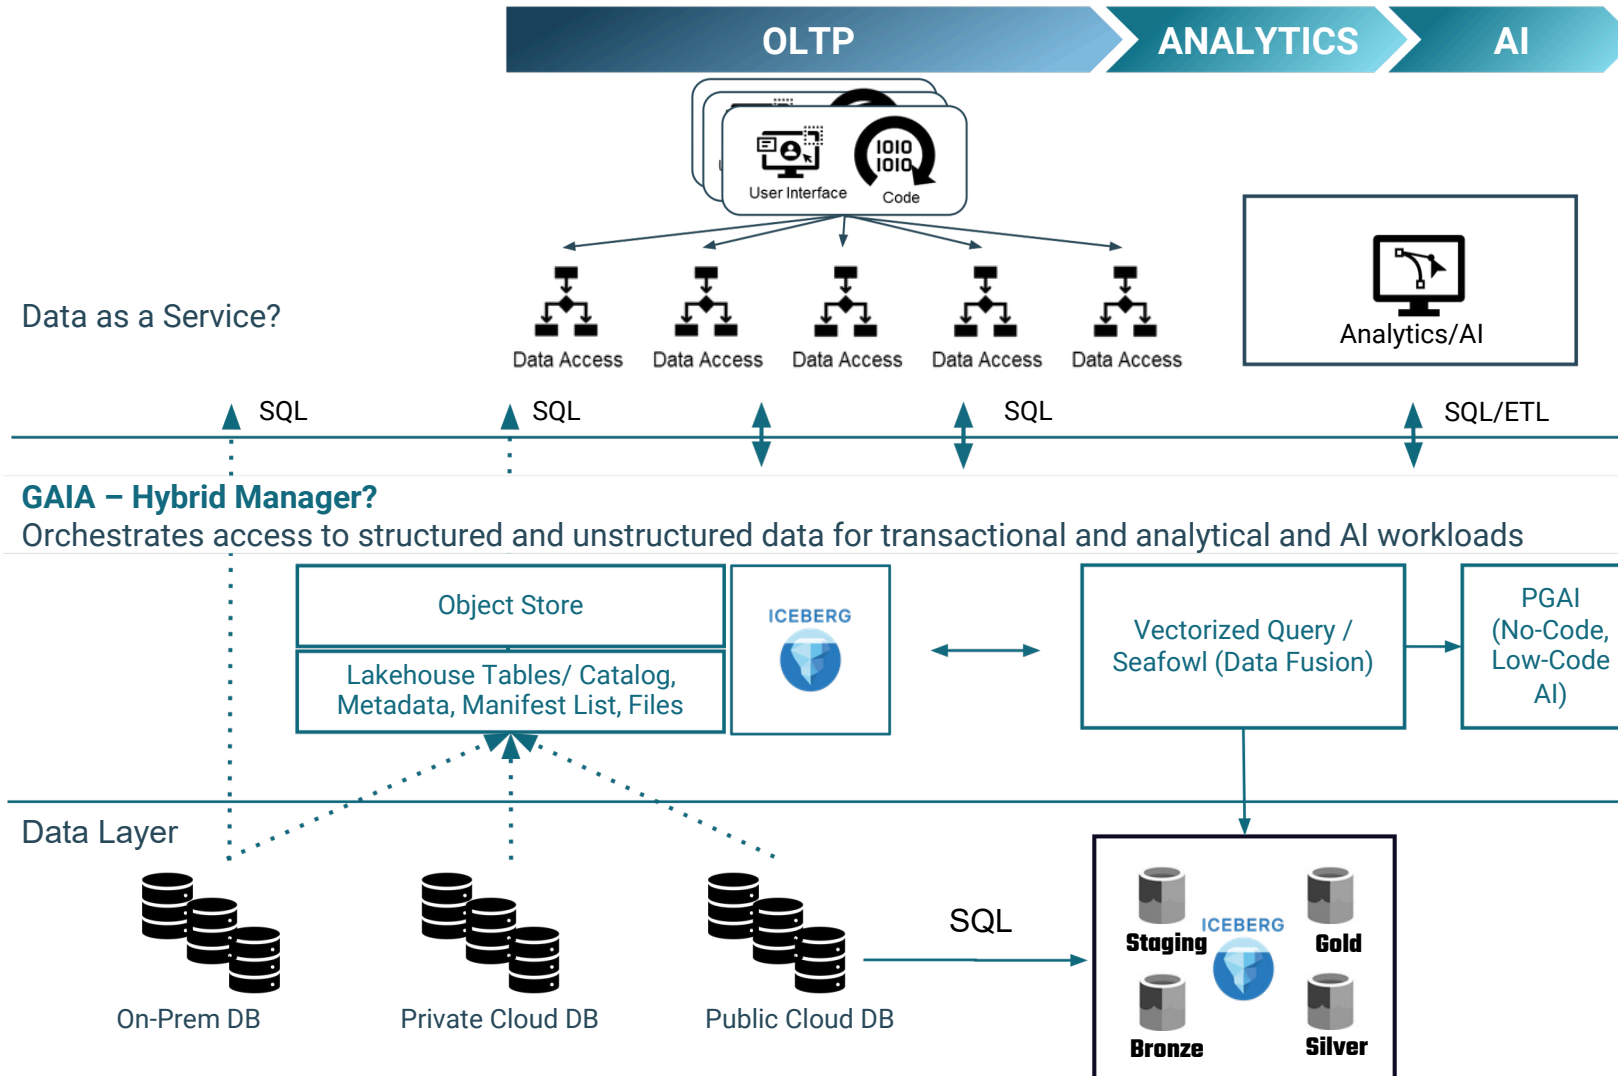 OLTP
ANALYTICS
AI
IOIO
IOIO
User Interface
Code
Data as a Service?
Data Access
Data Access
Data Access
Data Access
Data Access
Analytics/AI
SQL
SQL
SQL
SQL/ETL
GAIA – Hybrid Manager?
Orchestrates access to structured and unstructured data for transactional and analytical and AI workloads
Object Store
Lakehouse Tables/ Catalog,
Metadata, Manifest List, Files
ICEBERG
Vectorized Query /
Seafowl (Data Fusion)
PGAI
(No-Code,
Low-Code
AI)
Data Layer
On-Prem DB
Private Cloud DB
Public Cloud DB
SQL
Staging
ICEBERG
Gold
Bronze
Silver